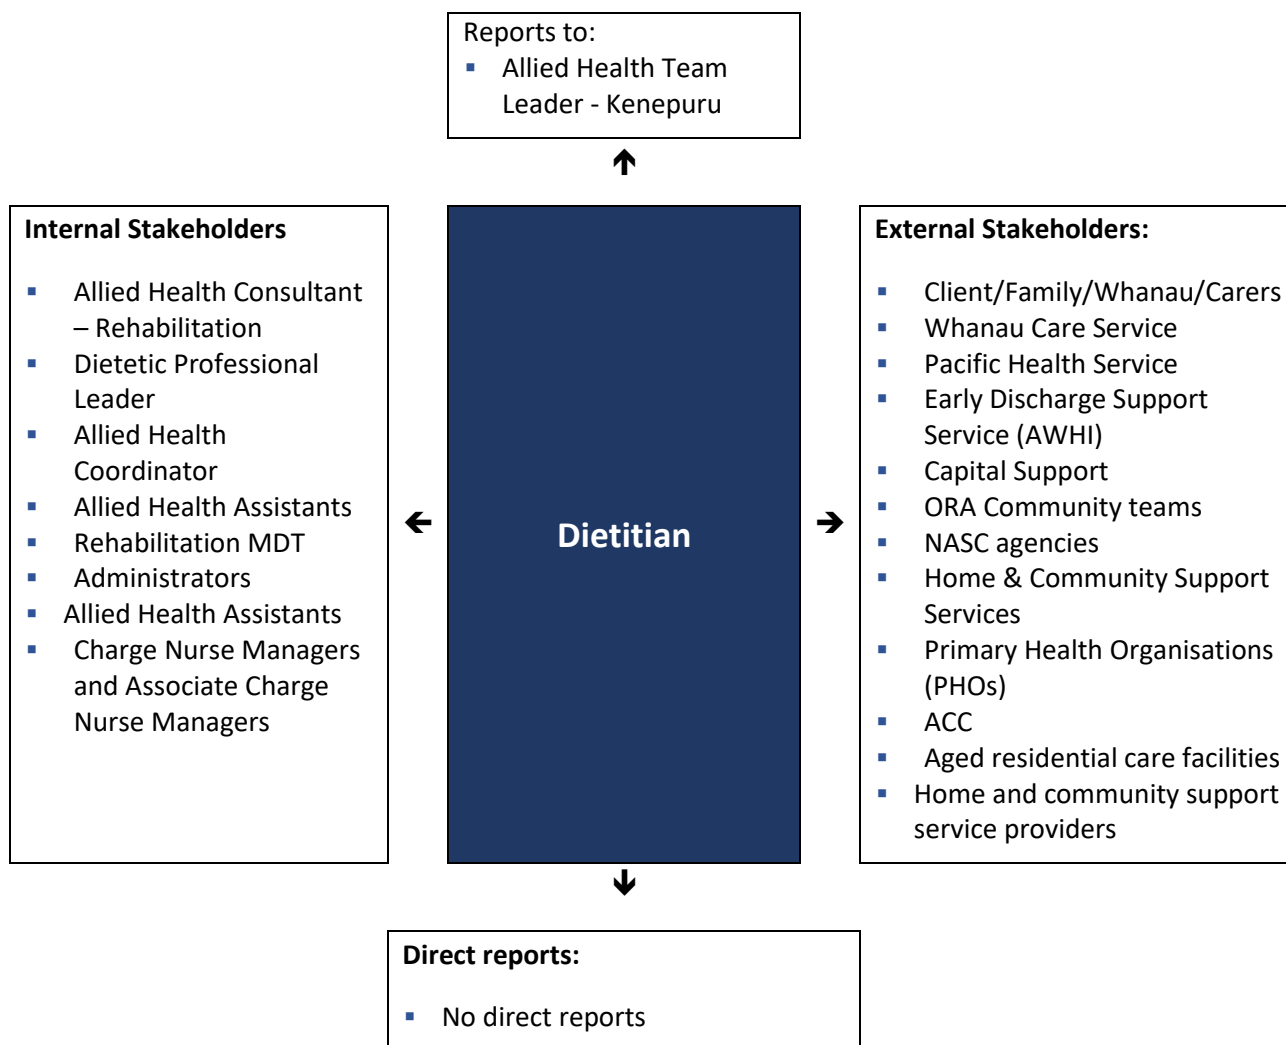 Reports to:
▪ Allied Health Team
Leader - Kenepuru
Internal Stakeholders
▪ Allied Health Consultant
– Rehabilitation
▪ Dietetic Professional
Leader
▪ Allied Health
Coordinator
▪ Allied Health Assistants
▪ Rehabilitation MDT
▪ Administrators
▪ Allied Health Assistants
▪ Charge Nurse Managers
and Associate Charge
Nurse Managers
Dietitian
External Stakeholders:
▪ Client/Family/Whanau/Carers
▪ Whanau Care Service
▪ Pacific Health Service
▪ Early Discharge Support
Service (AWHI)
▪ Capital Support
▪ ORA Community teams
▪ NASC agencies
▪ Home & Community Support
Services
▪ Primary Health Organisations
(PHOs)
▪ ACC
▪ Aged residential care facilities
▪ Home and community support
service providers
Direct reports:
▪ No direct reports